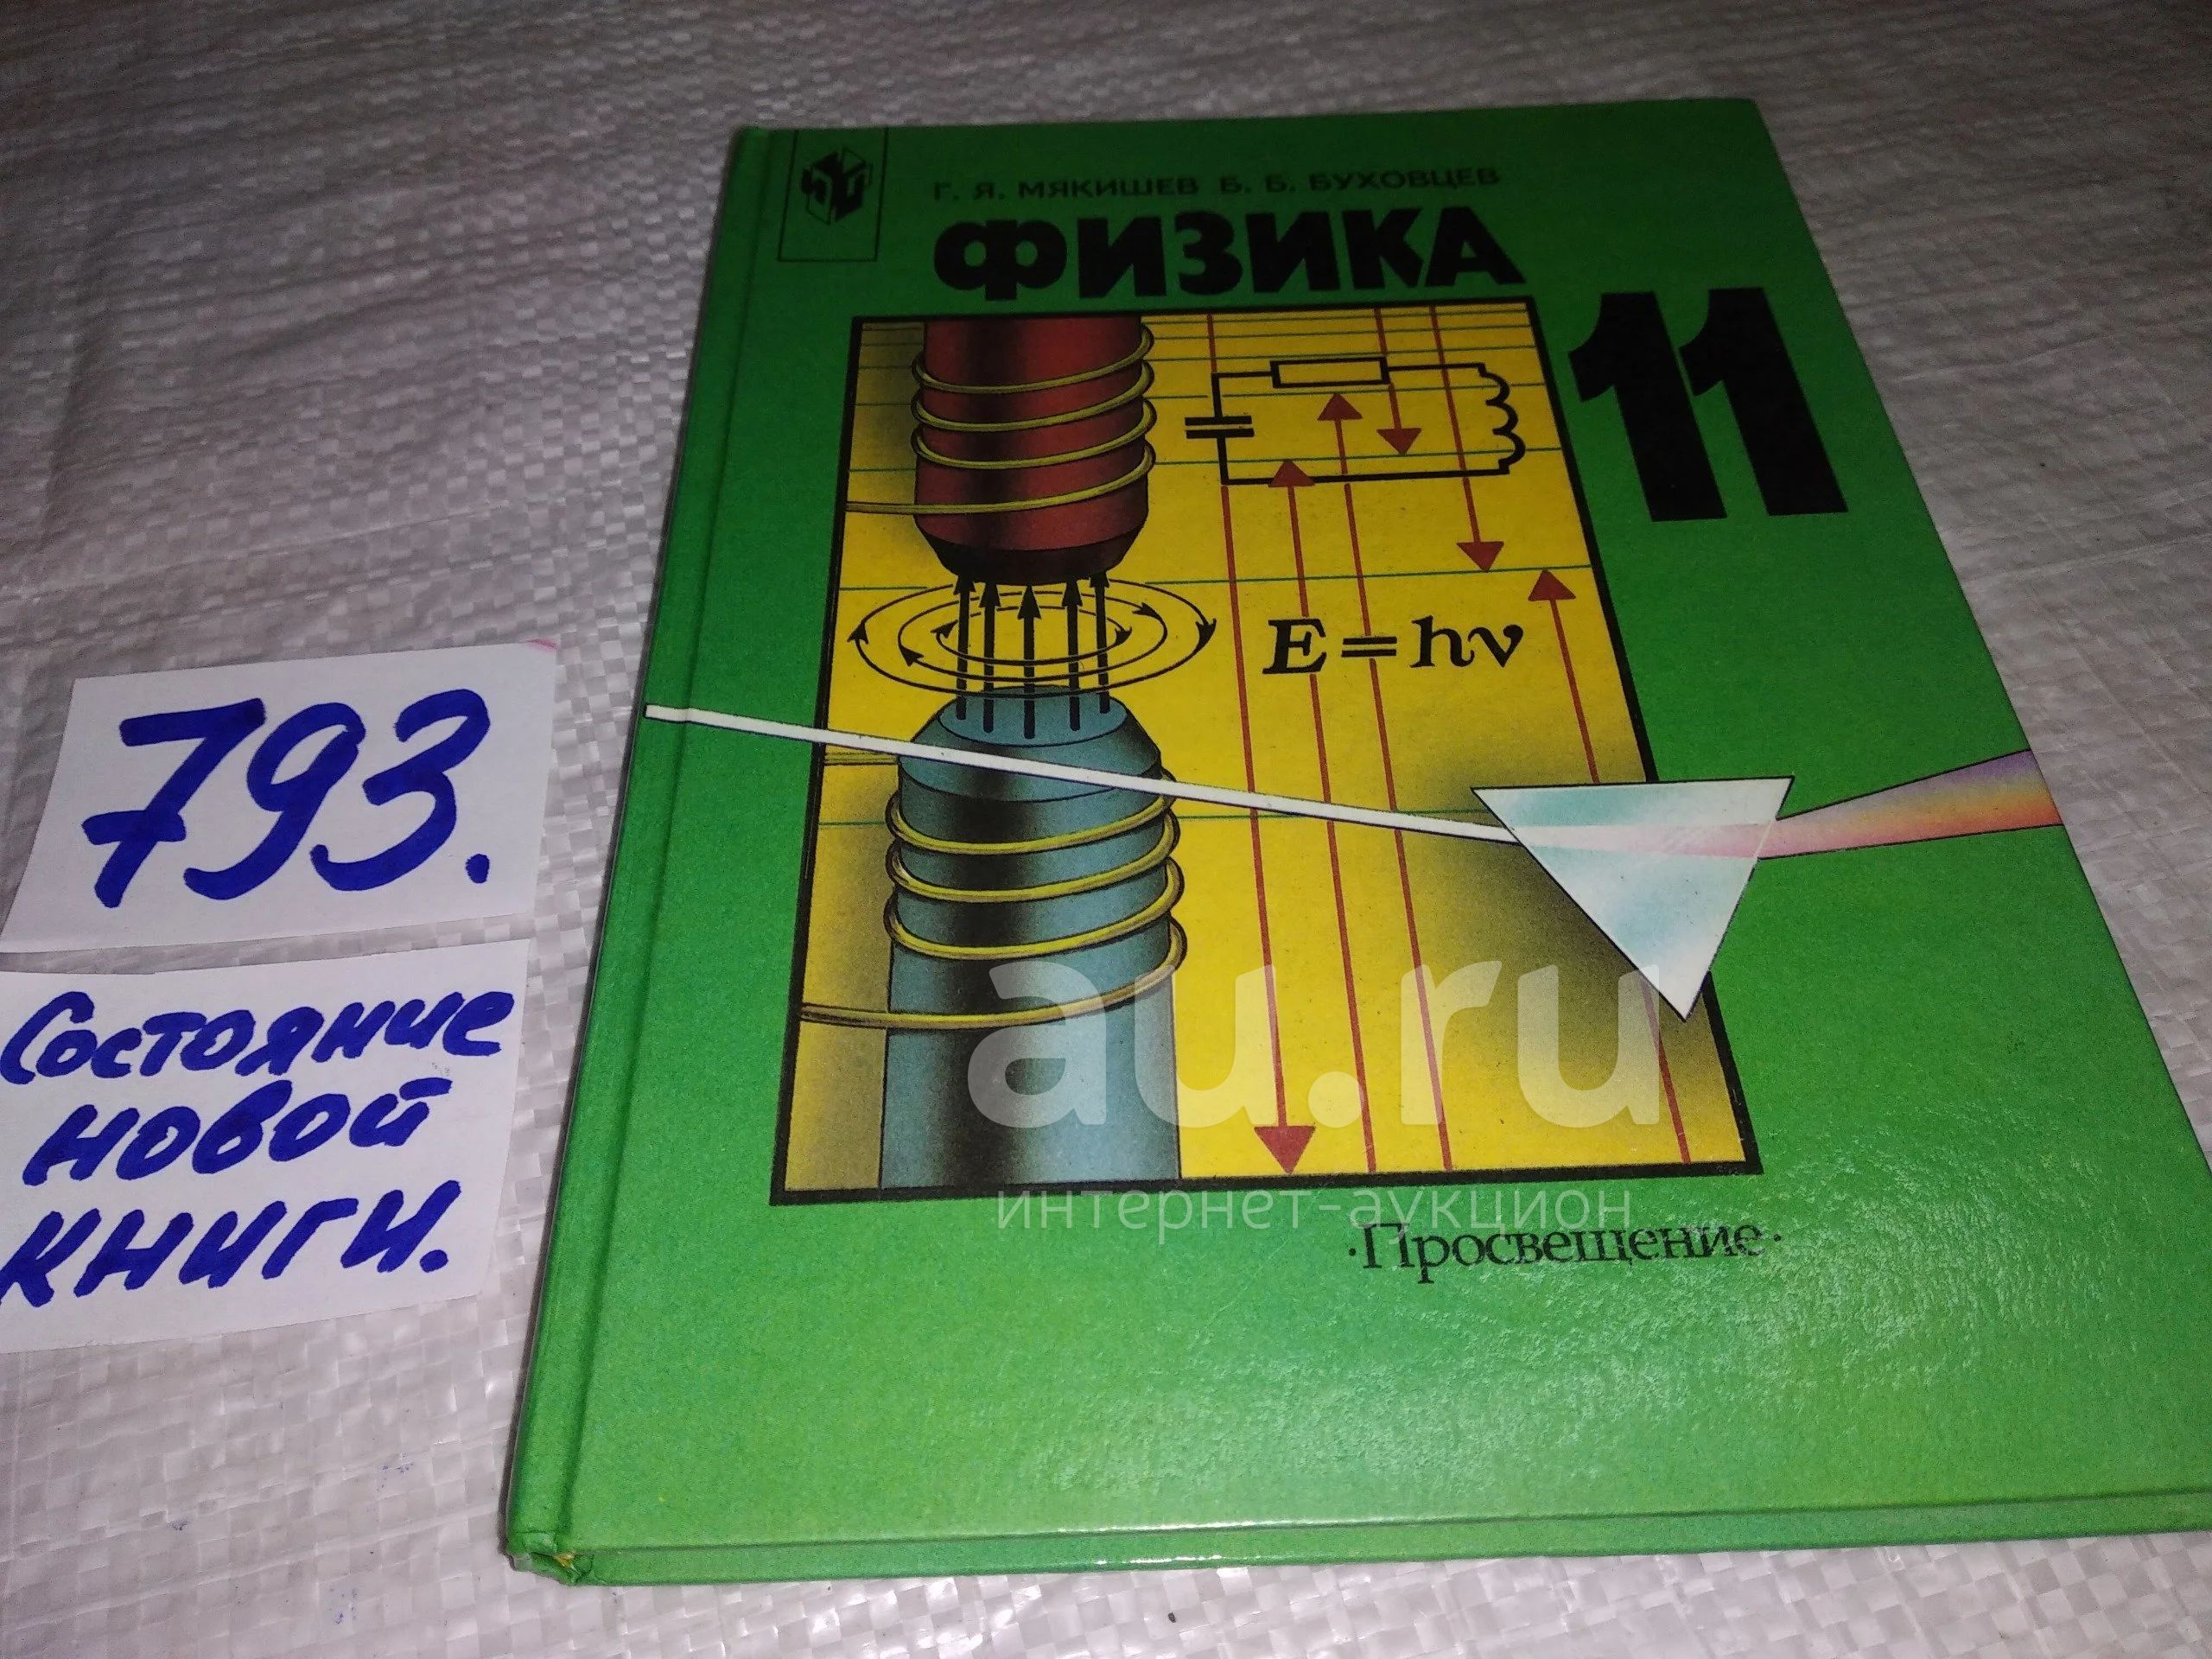 Г. Я. МЯКИШЕВ Б. Б. БУХОВЦЕВ
ФИЗИКА
11
E=hν
793.
Состояние
новой
книги.
au.ru
интернет-аукцион
·Просвещение·